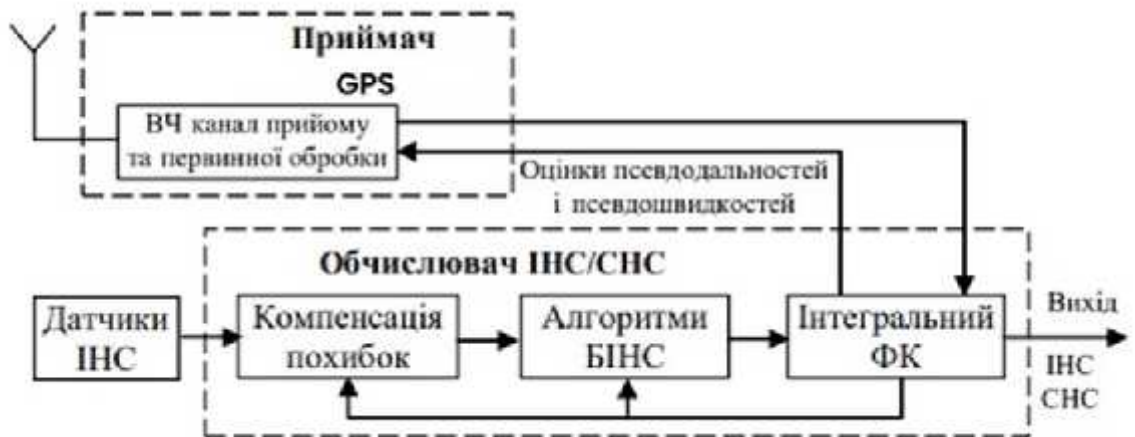 Приймач
GPS
ВЧ канал прийому
та первинної обробки
Оцінки псевдодальностей
і псевдошвидкостей
Обчислювач ІНС/СНС
Датчики
ІНС
Компенсація
похибок
Алгоритми
БІНС
Інтегральний
ФК
Вихід
ІНС
СНС